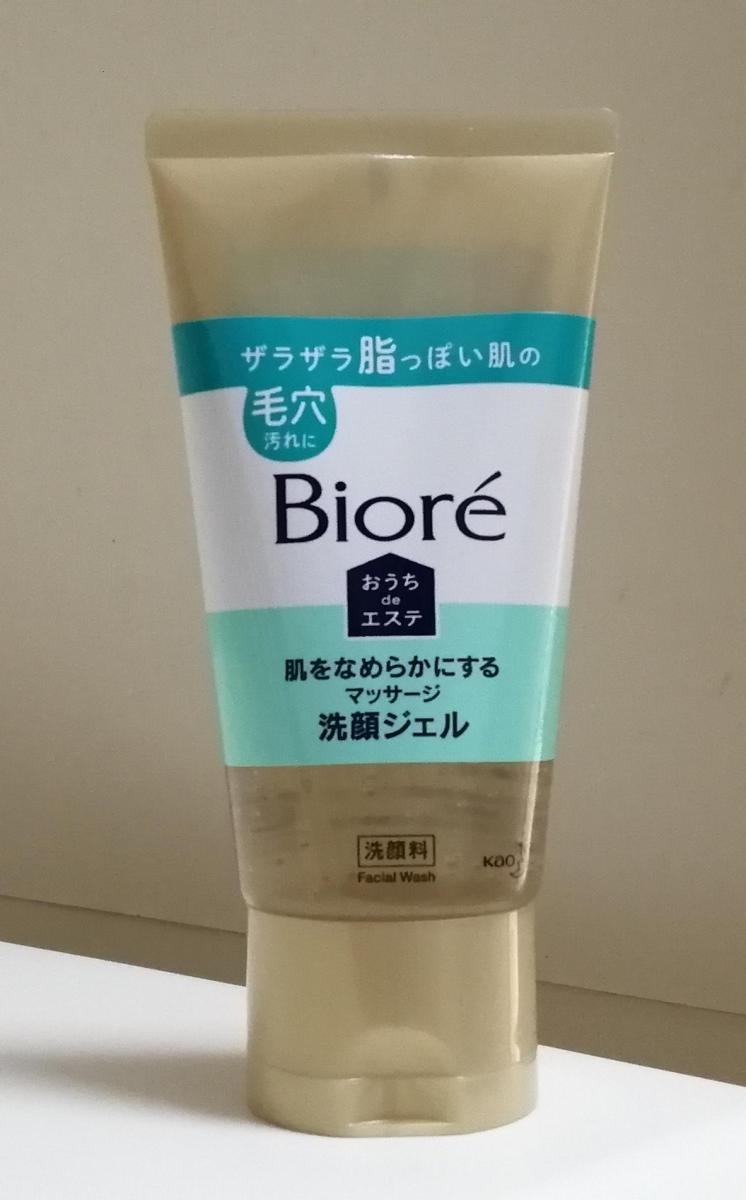 ザラザラ脂っぽい肌の
毛穴
汚れに
Bioré
おうち
de
エステ
肌をなめらかにする
マッサージ
洗顔ジェル
洗顔料
Facial Wash
Kao